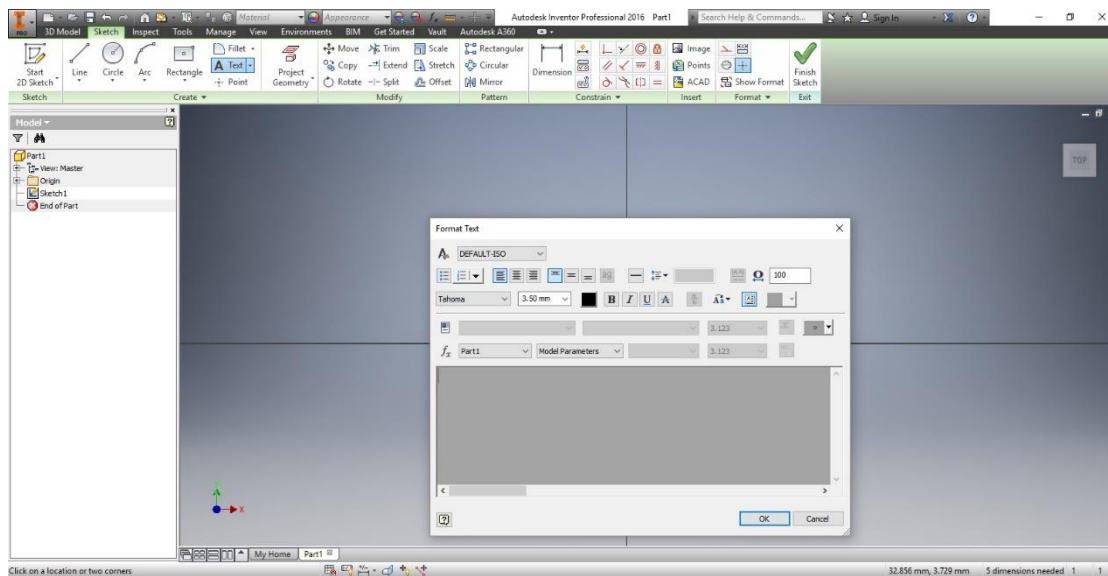 PRO
Material
Appearance
Autodesk Inventor Professional 2016 Part1
Search Help & Commands...
Sign In
3D Model Sketch Inspect Tools Manage View Environments BIM Get Started Vault Autodesk A360
Start
2D Sketch
Line
Circle
Arc
Rectangle
Fillet
A Text
Point
Project
Geometry
Move Trim Scale
Copy Extend Stretch
Rotate Split Offset
Rectangular
Circular
Mirror
Dimension
Image
Points
ACAD
Show Format
Finish
Sketch
Sketch Create Modify Pattern Constrain Insert Format Exit
Model
Part1
View: Master
Origin
Sketch1
End of Part
TOP
Format Text
DEFAULT-ISO
100
Tahoma 3.50 mm B I U A
3.123
fx Part1 Model Parameters 3.123
OK Cancel
X
My Home Part1
Click on a location or two corners
32.856 mm, 3.729 mm 5 dimensions needed 1 1